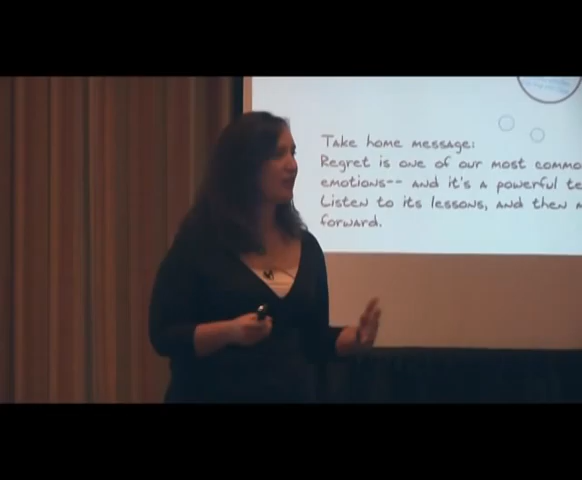 Take home message:
Regret is one of our most commo
emotions-- and it's a powerful te
Listen to its lessons, and then
forward.